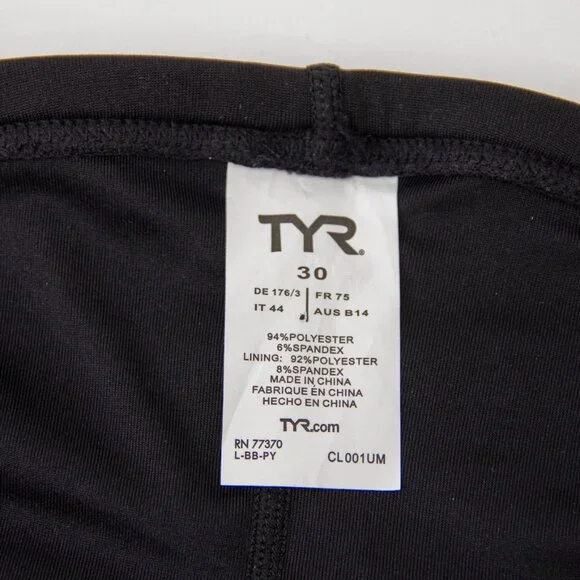 TYR®
30
DE 176/3 | FR 75
IT 44 | AUS B14
94%POLYESTER
6%SPANDEX
LINING: 92%POLYESTER
8%SPANDEX
MADE IN CHINA
FABRIQUE ÉN CHINA
HECHO EN CHINA
TYR.com
RN 77370
L-BB-PY CL001UM